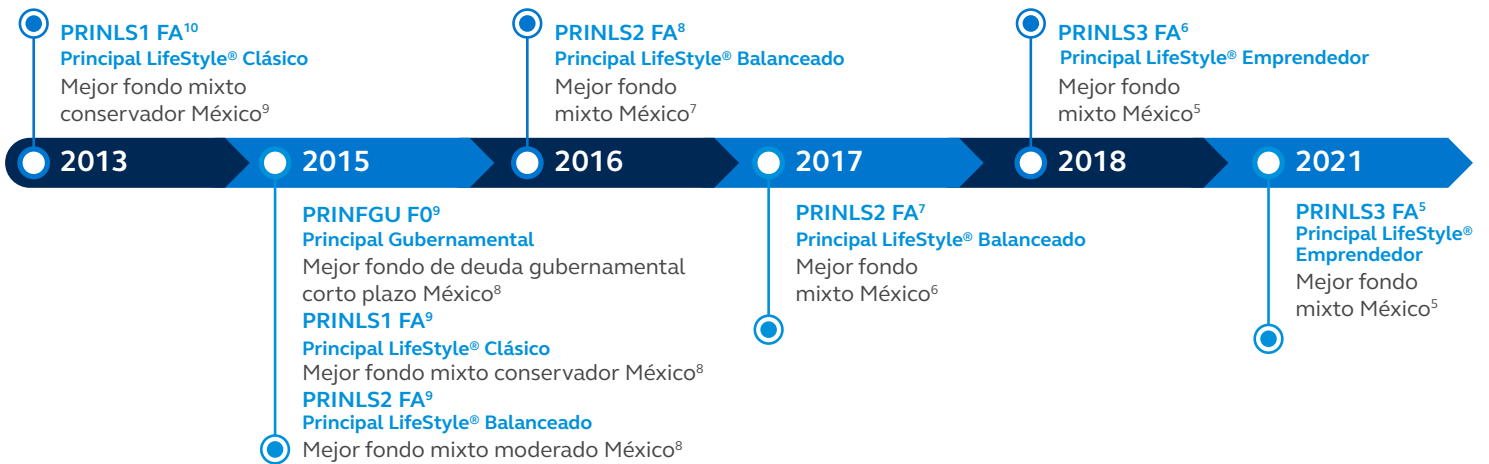 PRINLS1 FA¹⁰
Principal LifeStyle® Clásico
Mejor fondo mixto
conservador México⁹
PRINLS2 FA⁸
Principal LifeStyle® Balanceado
Mejor fondo
mixto México⁷
PRINLS3 FA⁶
Principal LifeStyle® Emprendedor
Mejor fondo
mixto México⁵
2013
2015
2016
2017
2018
2021
PRINFGU F0⁹
Principal Gubernamental
Mejor fondo de deuda gubernamental
corto plazo México⁸
PRINLS1 FA⁹
Principal LifeStyle® Clásico
Mejor fondo mixto conservador México⁸
PRINLS2 FA⁹
Principal LifeStyle® Balanceado
Mejor fondo mixto moderado México⁸
PRINLS2 FA⁷
Principal LifeStyle® Balanceado
Mejor fondo
mixto México⁶
PRINLS3 FA⁵
Principal LifeStyle®
Emprendedor
Mejor fondo
mixto México⁵